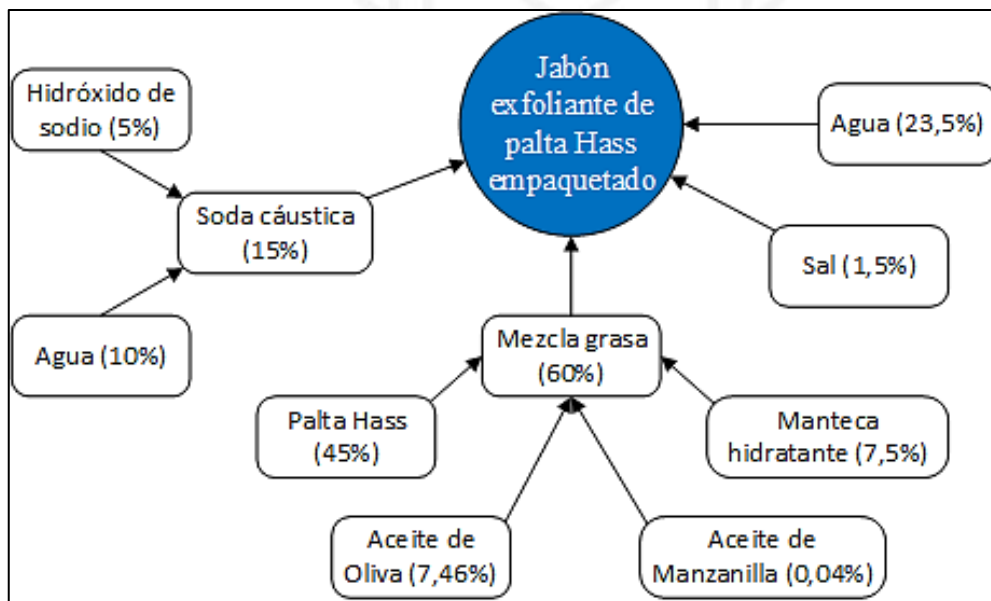 Jabón
exfoliante de
palta Hass
empaquetado
Hidróxido de
sodio (5%)
Agua (23,5%)
Soda cáustica
(15%)
Sal (1,5%)
Agua (10%)
Mezcla grasa
(60%)
Palta Hass
(45%)
Manteca
hidratante (7,5%)
Aceite de
Oliva (7,46%)
Aceite de
Manzanilla (0,04%)